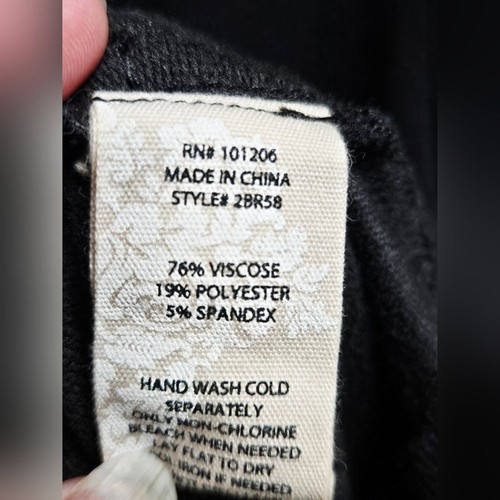 RN# 101206
MADE IN CHINA
STYLE# 2BR58
76% VISCOSE
19% POLYESTER
5% SPANDEX
HAND WASH COLD
SEPARATELY
ONLY NON-CHLORINE
BLEACH WHEN NEEDED
LAY FLAT TO DRY
IRON IF NEEDED